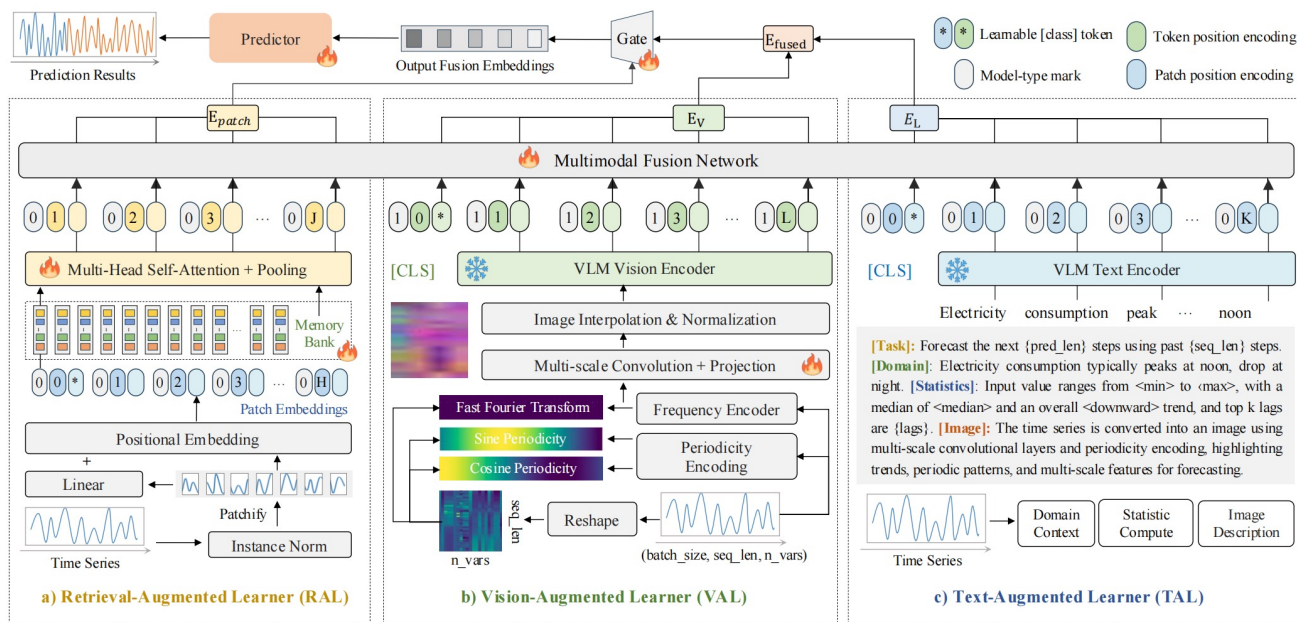 Prediction Results
Predictor
Output Fusion Embeddings
Gate
E_fused
* * Learnable [class] token
Token position encoding
Model-type mark
Patch position encoding
E_patch
E_V
E_L
Multimodal Fusion Network
0 1 0 2 0 3 ... 0 J
1 0 * 1 1 1 2 1 3 ... 1 L
0 0 * 0 1 0 2 0 3 ... 0 K
Multi-Head Self-Attention + Pooling
Memory
Bank
0 0 * 0 1 0 2 0 3 ... 0 H
Patch Embeddings
Positional Embedding
+
Linear
Patchify
Instance Norm
Time Series
a) Retrieval-Augmented Learner (RAL)
[CLS]
VLM Vision Encoder
Image Interpolation & Normalization
Multi-scale Convolution + Projection
Fast Fourier Transform
Frequency Encoder
Sine Periodicity
Cosine Periodicity
Periodicity
Encoding
seq_len
n_vars
Reshape
(batch_size, seq_len, n_vars)
b) Vision-Augmented Learner (VAL)
[CLS]
VLM Text Encoder
Electricity consumption peak ... noon
[Task]: Forecast the next {pred_len} steps using past {seq_len} steps.
[Domain]: Electricity consumption typically peaks at noon, drop at
night. [Statistics]: Input value ranges from <min> to <max>, with a
median of <median> and an overall <downward> trend, and top k lags
are {lags}. [Image]: The time series is converted into an image using
multi-scale convolutional layers and periodicity encoding, highlighting
trends, periodic patterns, and multi-scale features for forecasting.
Time Series
Domain
Context
Statistic
Compute
Image
Description
c) Text-Augmented Learner (TAL)